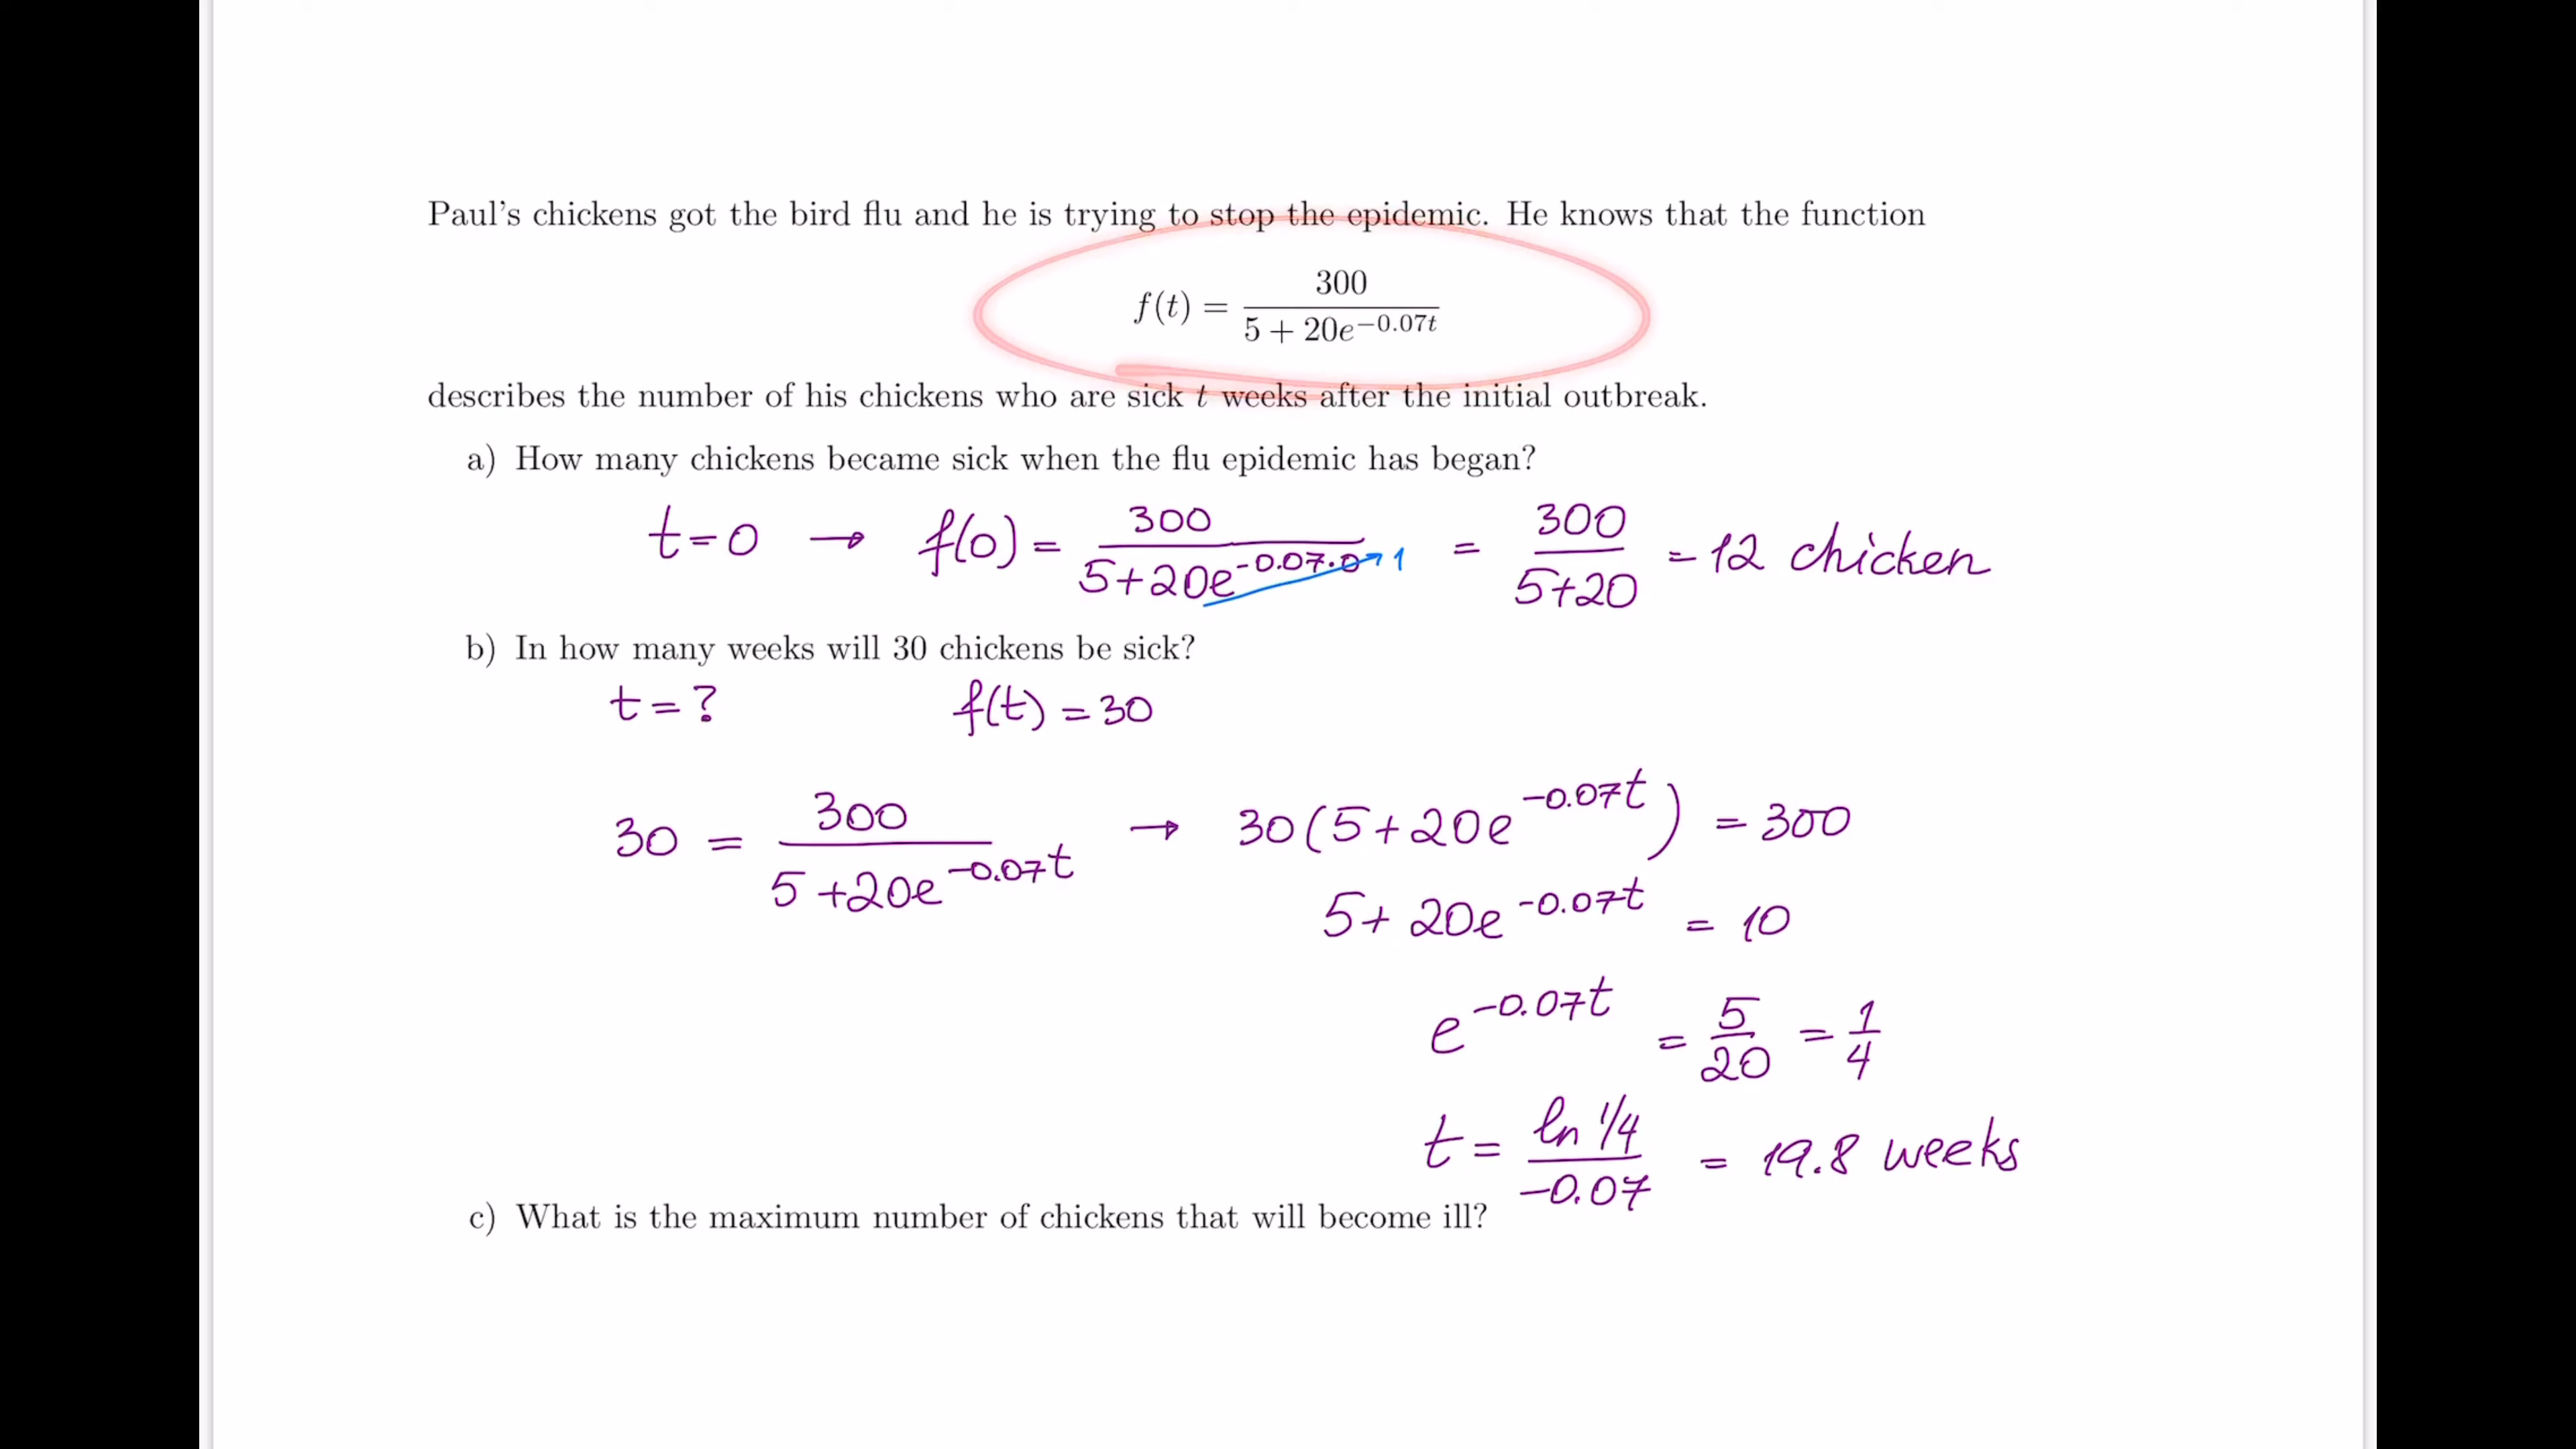 Paul's chickens got the bird flu and he is trying to stop the epidemic. He knows that the function
f(t) = 300 / (5 + 20e^{-0.07t})
describes the number of his chickens who are sick t weeks after the initial outbreak.
a) How many chickens became sick when the flu epidemic has began?
t = 0 → f(0) = 300 / (5+20e^{-0.07·0}) → 1 = 300 / (5+20) = 12 chicken
b) In how many weeks will 30 chickens be sick?
t = ? f(t) = 30
30 = 300 / (5+20e^{-0.07t}) → 30(5+20e^{-0.07t}) = 300
5+20e^{-0.07t} = 10
e^{-0.07t} = 5/20 = 1/4
t = ln 1/4 / -0.07 = 19.8 weeks
c) What is the maximum number of chickens that will become ill?